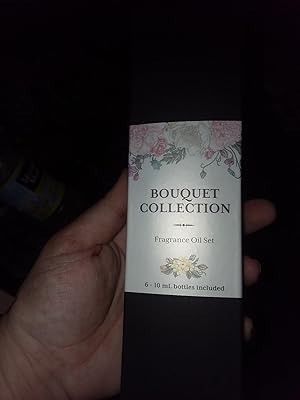 BOUQUET
COLLECTION
Fragrance Oil Set
6 - 10 mL bottles included